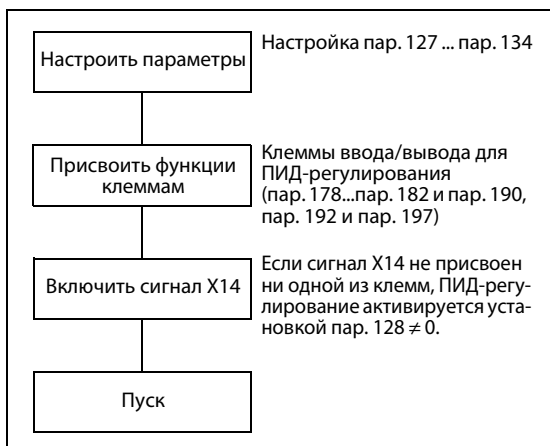 Настроить параметры
Настройка пар. 127 ... пар. 134
Присвоить функции
клеммам
Клеммы ввода/вывода для
ПИД-регулирования
(пар. 178...пар. 182 и пар. 190,
пар. 192 и пар. 197)
Включить сигнал X14
Если сигнал X14 не присвоен
ни одной из клемм, ПИД-регу-
лирование активируется уста-
новкой пар. 128 ≠ 0.
Пуск